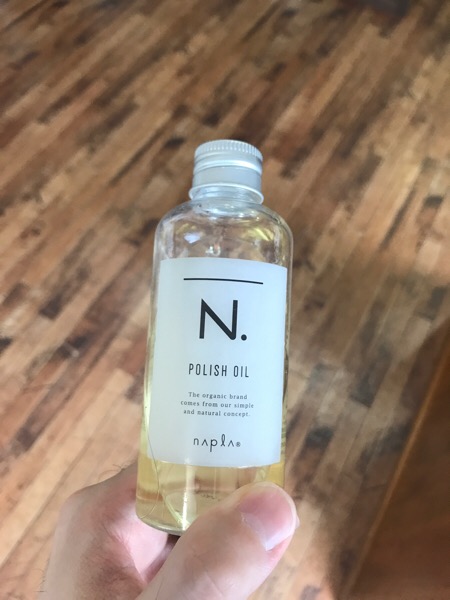 N.
POLISH OIL
The organic brand
comes from our simple
and natural concept.
napla®